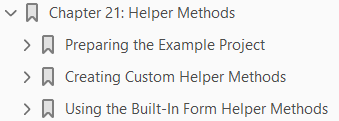 Chapter 21: Helper Methods
Preparing the Example Project
Creating Custom Helper Methods
Using the Built-In Form Helper Methods